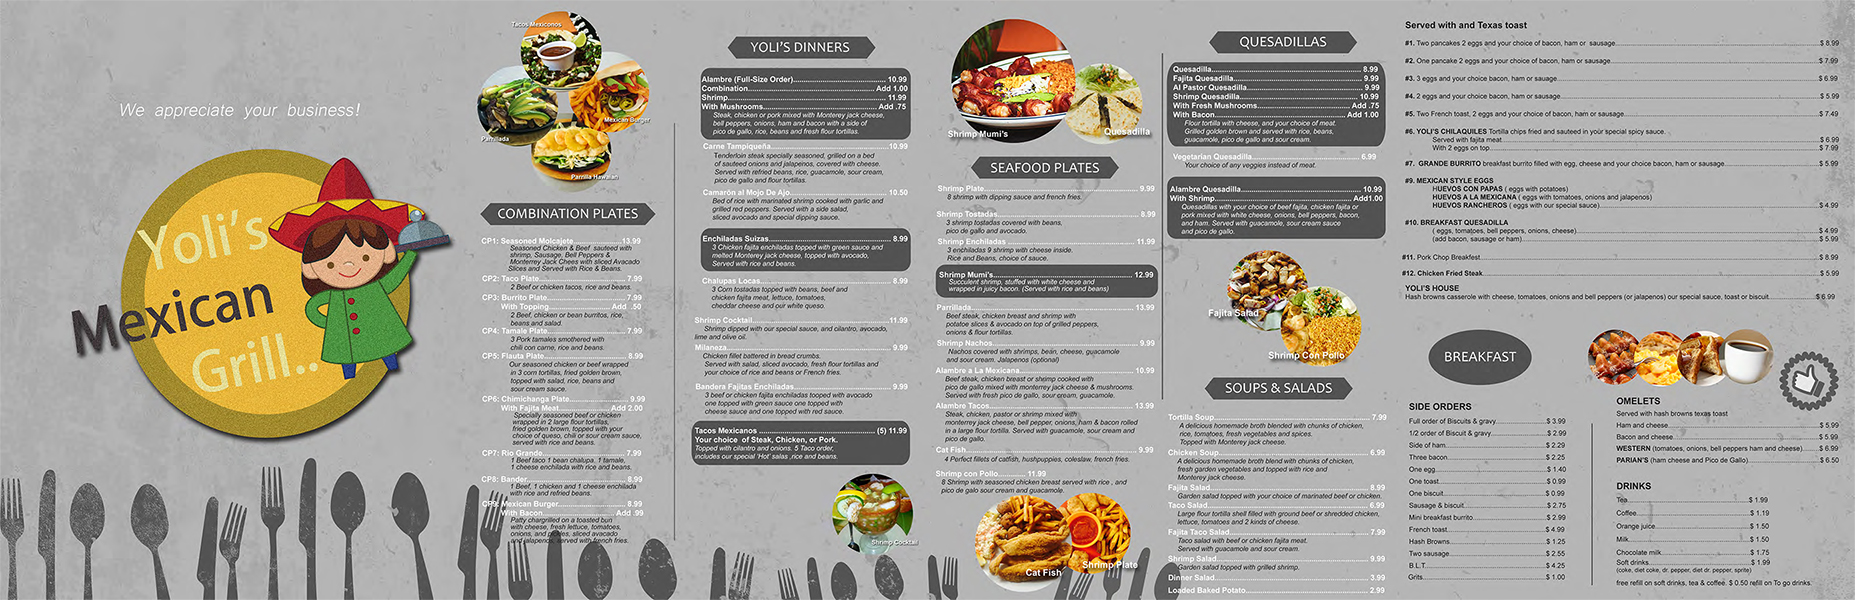 We appreciate your business!
Yoli's
Mexican
Grill..
Tacos Mexiconos
Parrillada
Mexican Burger
Parrilla Hawaian
COMBINATION PLATES
CP1: Seasoned Molcajete.....................13.99
Seasoned Chicken & Beef sauteed with
shrimp, Sausage, Bell Peppers &
Monterrey Jack Chees with sliced Avacado
Slices and Served with Rice & Beans.
CP2: Taco Plate.....................7.99
2 Beef or chicken tacos, rice and beans.
CP3: Burrito Plate.....................7.99
With Topping.....................Add .50
2 Beef, chicken or bean burritos, rice,
beans and salad.
CP4: Tamale Plate.....................7.99
3 Pork tamales smothered with
chili con carne, rice and beans.
CP5: Flauta Plate.....................8.99
Our seasoned chicken or beef wrapped
in 3 corn tortillas, fried golden brown,
topped with salad, rice, beans and
sour cream sauce.
CP6: Chimichanga Plate.....................9.99
With Fajita Meat.....................Add 2.00
Specially seasoned beef or chicken
wrapped in 2 large flour tortillas,
fried golden brown, topped with your
choice of queso, chili or sour cream sauce,
served with rice and beans.
CP7: Rio Grande.....................7.99
1 Beef taco 1 bean chalupa..1 tamale,
1 cheese enchilada with rice and beans.
CP8: Bander.....................8.99
1 Beef, 1 chicken and 1 cheese enchilada
with rice and refried beans.
CP9: Mexican Burger.....................8.99
With Bacon.....................Add .99
Patty chargrilled on a toasted bun
with cheese, fresh lettuce, tomatoes,
onions, and pickles, sliced avocado
and jalapenos, served with french fries.
YOLI'S DINNERS
Alambre (Full-Size Order)..................... 10.99
Combination..................... Add 1.00
Shrimp..................... 11.99
With Mushrooms..................... Add .75
Steak, chicken or pork mixed with Monterey jack cheese,
bell peppers, onions, ham and bacon with a side of
pico de gallo, rice, beans and fresh flour tortillas.
Carne Tampiqueña.....................10.99
Tenderloin steak specially seasoned, grilled on a bed
of sauteed onions and jalapeinos, covered with cheese.
Served with refried beans, rice, guacamole, sour cream,
pico de gallo and flour tortillas.
Camarón al Mojo De Ajo..................... 10.50
Bed of rice with marinated shrimp cooked with garlic and
grilled red peppers. Served with a side salad,
sliced avocado and special dipping sauce.
Enchiladas Suizas..................... 8.99
3 Chicken fajita enchiladas topped with green sauce and
melted Monterey jack cheese, topped with avocado,
Served with rice and beans.
Chalupas Locas..................... 8.99
3 Corn tostadas topped with beans, beef and
chicken fajita meat, lettuce, tomatoes,
cheddar cheese and our white queso.
Shrimp Cocktail.....................11.99
Shrimp dipped with our special sauce, and cilantro, avocado,
lime and olive oil.
Milaneza..................... 9.99
Chicken fillet battered in bread crumbs.
Served with salad, sliced avocado, fresh flour tortillas and
your choice of rice and beans or French fries.
Bandera Fajitas Enchiladas..................... 9.99
3 beef or chicken fajita enchiladas topped with avocado
one topped with green sauce one topped with
cheese sauce and one topped with red sauce.
Tacos Mexicanos ..................... (5) 11.99
Your choice of Steak, Chicken, or Pork.
Topped with cilantro and onions. 5 Taco order,
includes our special 'Hot' salas ,rice and beans.
Shrimp Cocktail
Shrimp Mumi's
Quesadilla
SEAFOOD PLATES
Shrimp Plate..................... 9.99
8 shrimp with dipping sauce and french fries.
Shrimp Tostadas.....................8.99
3 shrimp tostadas covered with beans,
pico de gallo and avocado.
Shrimp Enchiladas..................... 11.99
3 enchiladas 9 shrimp with cheese inside.
Rice and Beans, choice of sauce.
Shrimp Mumi's..................... 12.99
Succulent shrimp, stuffed with white cheese and
wrapped in juicy bacon. (Served with rice and beans)
Parrillada..................... 13.99
Beef steak, chicken breast and shrimp with
potatoe slices & avocado on top of grilled peppers,
onions & flour tortillas.
Shrimp Nachos..................... 9.99
Nachos covered with shrimps, bean, cheese, guacamole
and sour cream. Jalapenos (optional)
Alambre a La Mexicana..................... 10.99
Beef steak, chicken breast or shrimp cooked with
pico de gallo mixed with monterey jack cheese & mushrooms.
Served with fresh pico de gallo, sour cream, guacamole.
Alambre Tacos..................... 13.99
Steak, chicken, pastor or shrimp mixed with
monterrey jack cheese, bell pepper, onions, ham & bacon rolled
in a large flour tortilla. Served with guacamole, sour cream and
pico de gallo.
Cat Fish.....................9.99
4 Perfect fillets of catfish, hushpuppies, coleslaw, french fries.
Shrimp con Pollo..................... 11.99
8 Shrimp with seasoned chicken breast served with rice , and
pico de galo sour cream and guacamole.
Cat Fish
Shrimp Plate
QUESADILLAS
Quesadilla..................... 8.99
Fajita Quesadilla..................... 9.99
Al Pastor Quesadilla..................... 9.99
Shrimp Quesadilla..................... 10.99
With Fresh Mushrooms..................... Add .75
With Bacon..................... Add 1.00
Flour tortilla with cheese, and your choice of meat.
Grilled golden brown and served with rice, beans,
guacamole, pico de gallo and sour cream.
Vegetarian Quesadilla..................... 6.99
Your choice of any veggies instead of meat.
Alambre Quesadilla..................... 10.99
With Shrimp.....................Add1.00
Quesadillas with your choice of beef fajita, chicken fajita or
pork mixed with white cheese, onions, bell peppers, bacon,
and ham. Served with guacamole, sour cream
and pico de gallo.
Fajita Salad
Shrimp Con Pollo
SOUPS & SALADS
Tortilla Soup..................... 7.99
A delicious homemade broth blended with chunks of chicken,
rice, tomatoes, fresh vegetables and spices.
Topped with Monterey jack cheese.
Chicken Soup..................... 6.99
A delicious homemade broth blended with chunks of chicken,
fresh garden vegetables and topped with rice and
Monterey jack cheese.
Fajita Salad..................... 8.99
Garden salad topped with your choice of marinated beef or chicken.
Taco Salad.....................6.99
Large flour tortilla shell filled with ground beef or shredded chicken,
lettuce, tomatoes and 2 kinds of cheese.
Fajita Taco Salad..................... 7.99
Taco salad with beef or chicken fajita meat.
Served with guacamole and sour cream.
Shrimp Salad..................... 9.99
Garden salad topped with grilled shrimp.
Dinner Salad..................... 3.99
Loaded Baked Potato..................... 2.99
Served with and Texas toast
#1. Two pancakes 2 eggs and your choice of bacon, ham or sausage.....................$ 8.99
#2. One pancake 2 eggs and your choice of bacon, ham or sausage.....................$ 7.99
#3. 3 eggs and your choice bacon, ham or sauage.....................$ 6.99
#4. 2 eggs and your choice bacon, ham or sausage.....................$ 5.99
#5. Two French toast, 2 eggs and your choice of bacon, ham or sausage.....................$ 7.49
#6. YOLI'S CHILAQUILES Tortilla chips fried and sauteed in your special spicy sauce.
Served with fajita meat.....................$ 6.99
With 2 eggs on top.....................$ 7.99
#7. GRANDE BURRITO breakfast burrito filled with egg, cheese and your choice bacon, ham or sausage.....................$ 5.99
#9. MEXICAN STYLE EGGS
HUEVOS CON PAPAS ( eggs with potatoes)
HUEVOS A LA MEXICANA ( eggs with tomatoes, onions and jalapenos)
HUEVOS RANCHEROS ( eggs with our special sauce).....................$ 4.99
#10. BREAKFAST QUESADILLA
( eggs, tomatoes, bell peppers, onions, cheese).....................$ 4.99
(add bacon, sausage or ham).....................$ 5.99
#11. Pork Chop Breakfast.....................$ 8.99
#12. Chicken Fried Steak.....................$ 5.99
YOLI'S HOUSE
Hash browns casserole with cheese, tomatoes, onions and bell peppers (or jalapenos) our special sauce, toast or biscuit.....................$ 6.99
BREAKFAST
SIDE ORDERS
Full order of Biscuits & gravy.....................$ 3.99
1/2 order of Biscuit & gravy.....................$ 2.99
Side of ham.....................$ 2.29
Three bacon.....................$ 2.25
One egg.....................$ 1.40
One toast.....................$ 0.99
One biscuit.....................$ 0.99
Sausage & biscuit.....................$ 2.75
Mini breakfast burrito.....................$ 2.99
French toast.....................$ 4.99
Hash Browns.....................$ 1.25
Two sausage.....................$ 2.55
B.L.T.....................$ 4.25
Grits.....................$ 1.00
OMELETS
Served with hash browns texas toast
Ham and cheese.....................$ 5.99
Bacon and cheese.....................$ 5.99
WESTERN (tomatoes, onions, bell peppers ham and cheese).....................$ 6.99
PARIAN'S (ham cheese and Pico de Gallo).....................$ 6.50
DRINKS
Tea.....................$ 1.99
Coffee.....................$ 1.19
Orange juice.....................$ 1.50
Milk.....................$ 1.50
Chocolate milk.....................$ 1.75
Soft drinks.....................$ 1.99
(coke, diet coke, dr. pepper, diet dr. pepper, sprite)
free refill on soft drinks, tea & coffee. $ 0.50 refill on To go drinks.